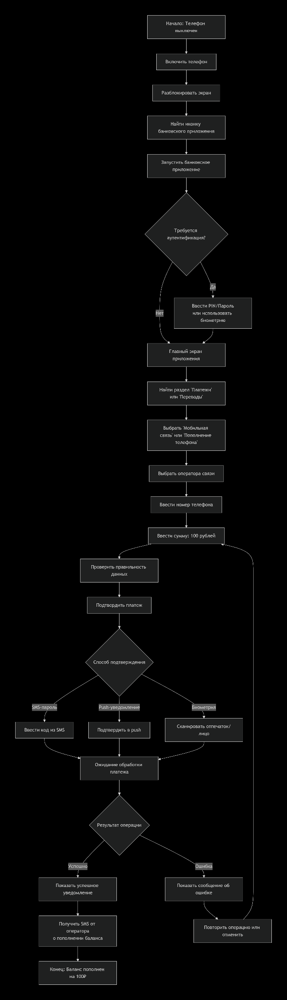 Начало: Телефон
выключен
Включить телефон
Разблокировать экран
Найти иконку
банковского приложения
Запустить банковское
приложение
Требуется
аутентификация?
Да
Нет
Ввести PIN/Пароль
или использовать
биометрию
Главный экран
приложения
Найти раздел 'Платежи'
или 'Переводы'
Выбрать 'Мобильная
связь' или 'Пополнение
телефона'
Выбрать оператора связи
Ввести номер телефона
Ввести сумму: 100 рублей
Проверить правильность
данных
Подтвердить платеж
Способ подтверждения
SMS-пароль
Push-уведомление
Биометрия
Ввести код из SMS
Подтвердить в push
Сканировать отпечаток/
лицо
Ожидание обработки
платежа
Результат операции
Успешно
Ошибка
Показать успешное
уведомление
Показать сообщение об
ошибке
Получить SMS от
оператора
о пополнении баланса
Повторить операцию или
отменить
Конец: Баланс пополнен
на 100₽